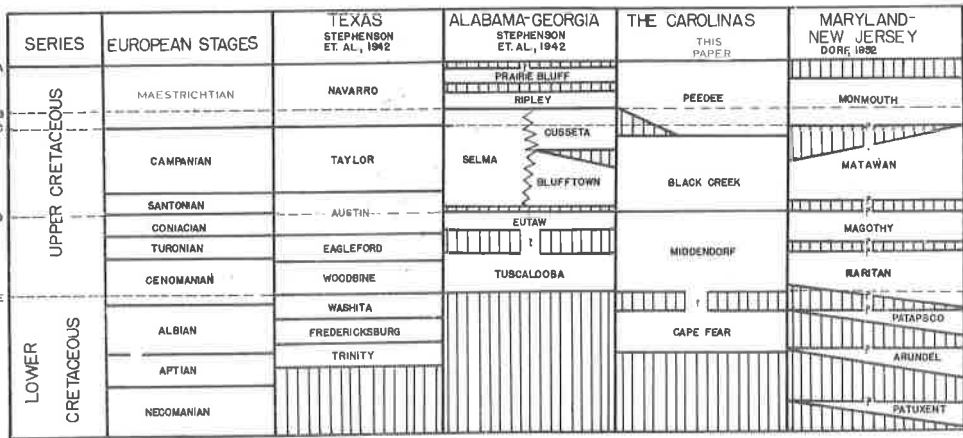 SERIES
EUROPEAN STAGES
TEXAS
STEPHENSON
ET. AL., 1942
ALABAMA-GEORGIA
STEPHENSON
ET. AL., 1942
THE CAROLINAS
THIS
PAPER
MARYLAND-
NEW JERSEY
DORF, 1952
UPPER CRETACEOUS
LOWER
CRETACEOUS
MAESTRICHTIAN
CAMPANIAN
SANTONIAN
CONIACIAN
TURONIAN
CENOMANIAN
ALBIAN
APTIAN
NEOCOMANIAN
NAVARRO
TAYLOR
AUSTIN
EAGLEFORD
WOODBINE
WASHITA
FREDERICKSBURG
TRINITY
PRAIRIE BLUFF
RIPLEY
CUSSETA
SELMA
BLUFFTOWN
EUTAW
?
TUSCALOOSA
PEEDEE
BLACK CREEK
MIDDENDORF
?
CAPE FEAR
MONMOUTH
?
?
MATAWAN
?
MAGOTHY
?
RARITAN
?
PATAPSCO
?
ARUNDEL
?
PATUXENT
?